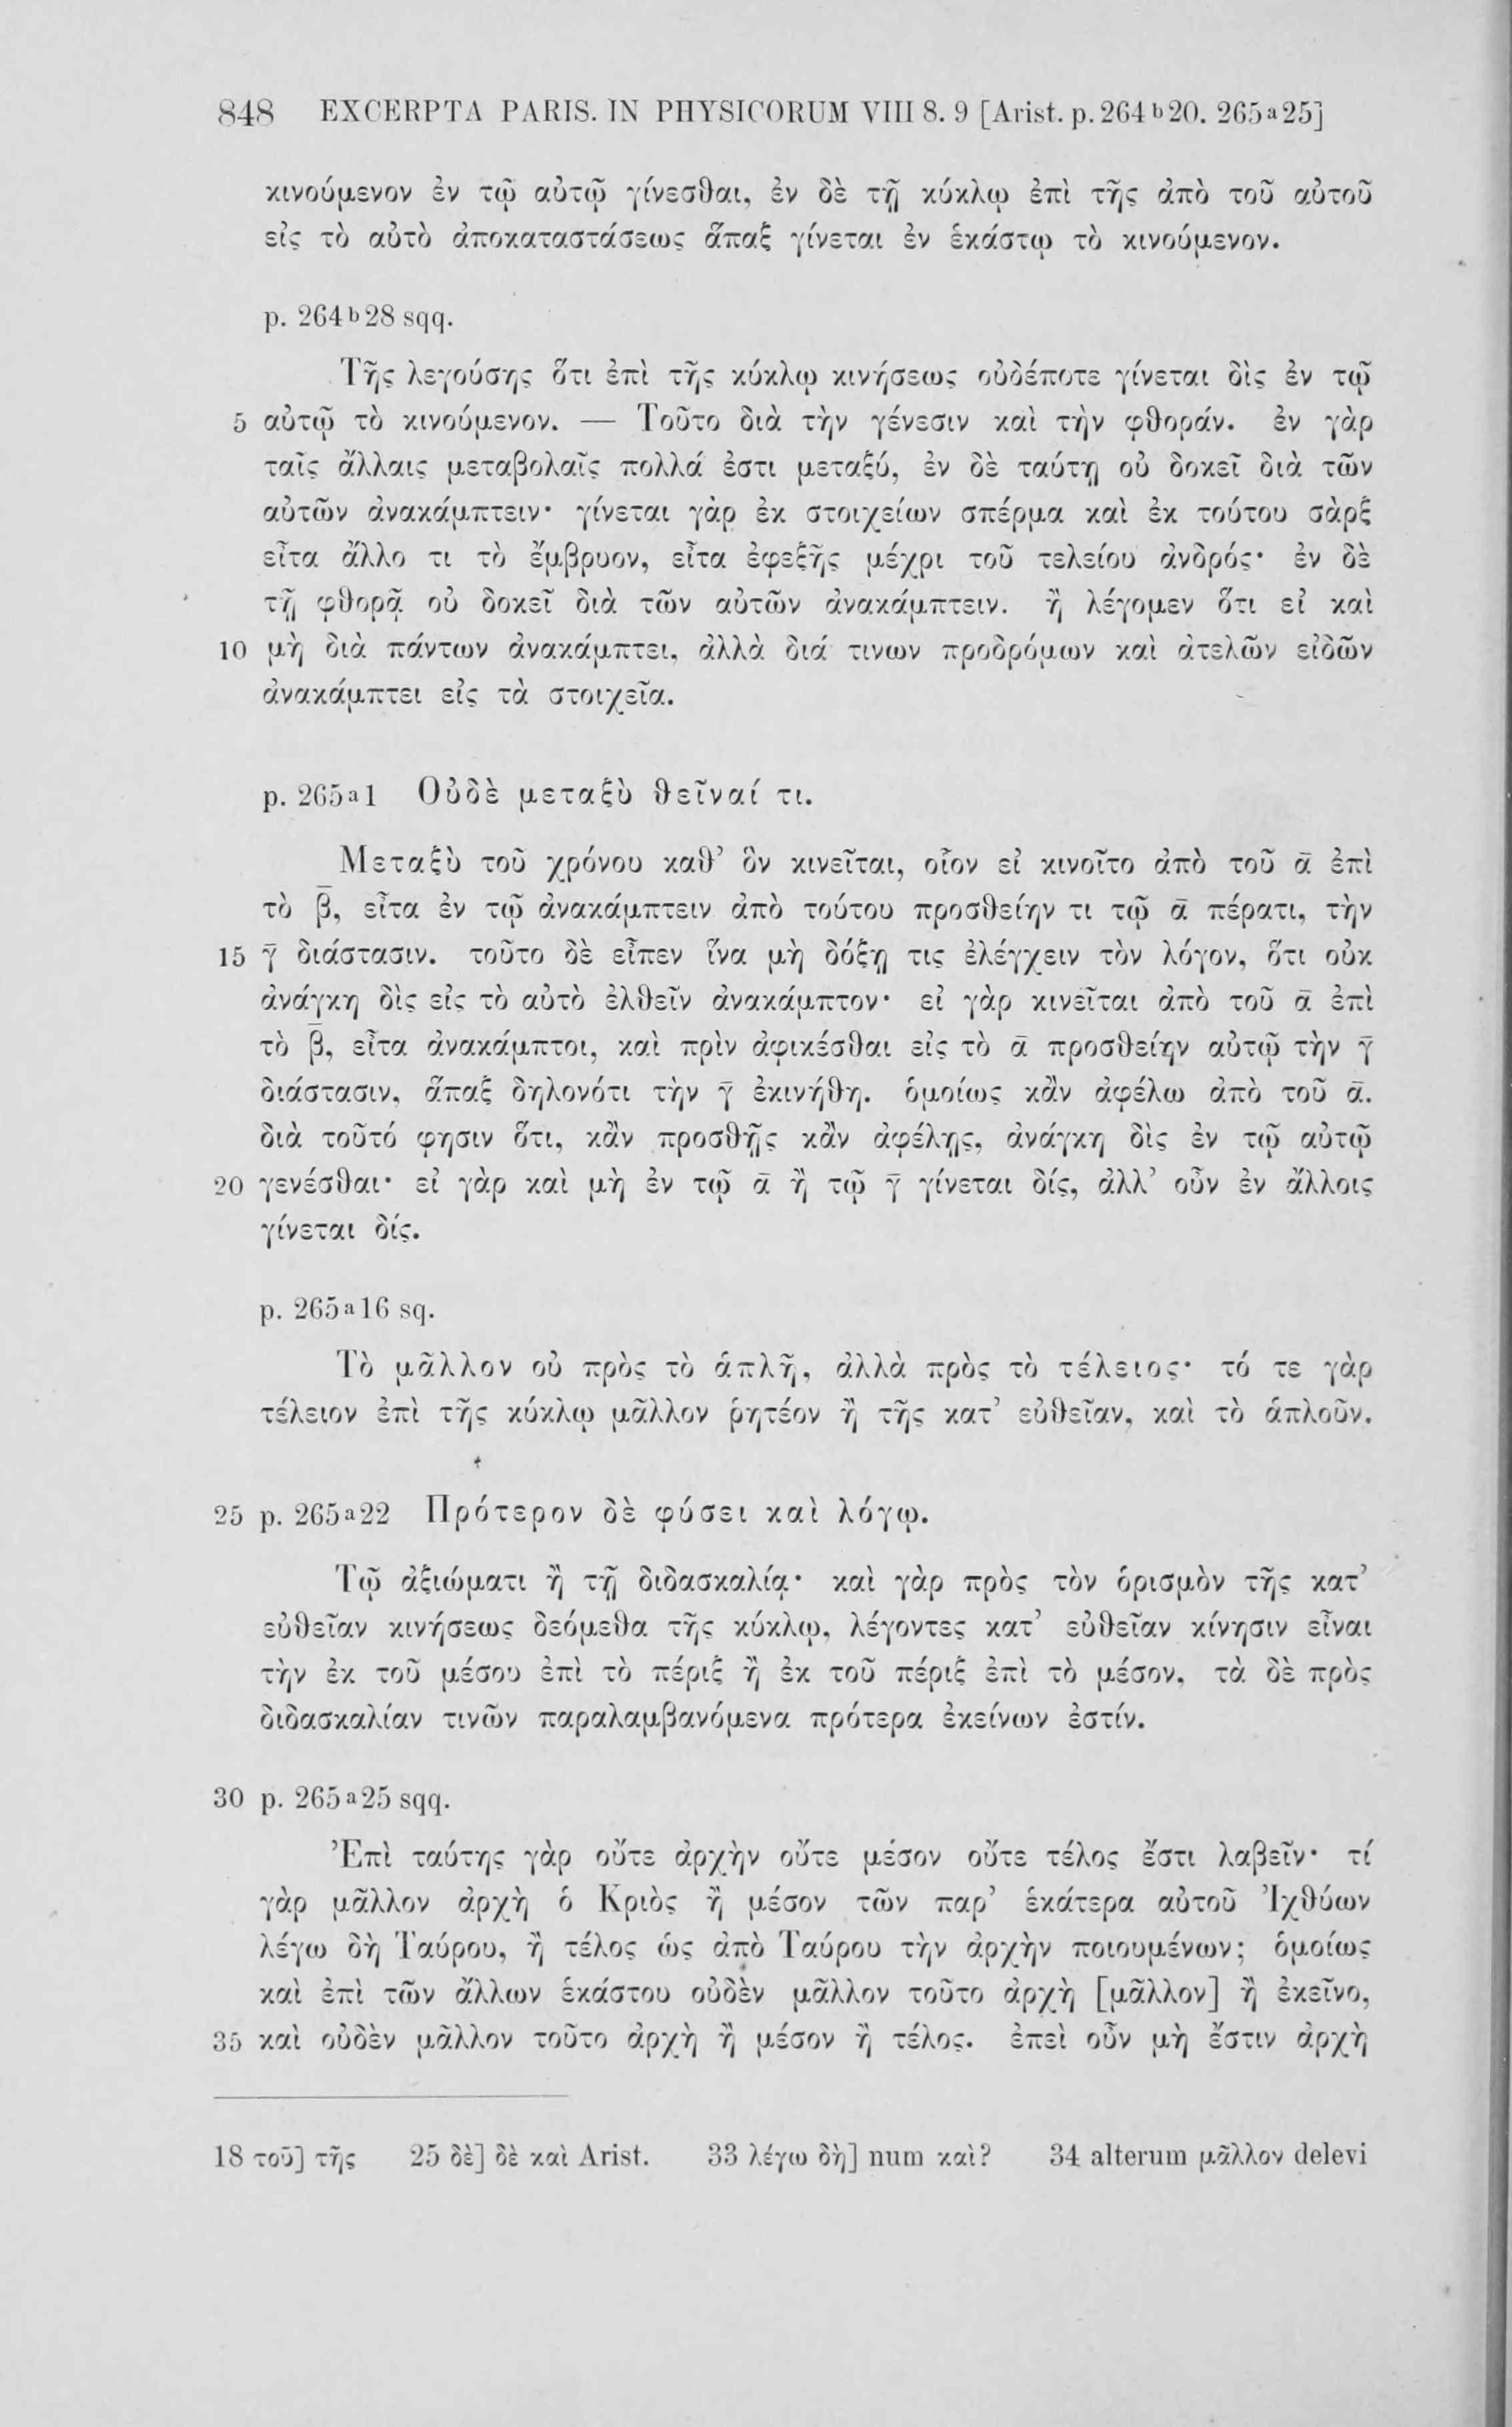 848 EXCERPTA PARIS. IN PHYSICORUM VIII 8. 9 [Arist. p. 264 b 20. 265 a 25]
κινούμενον ἐν τῷ αὐτῷ γίνεσθαι, ἐν δὲ τῇ κύκλῳ ἐπὶ τῆς ἀπὸ τοῦ αὐτοῦ
εἰς τὸ αὐτὸ ἀποκαταστάσεως ἅπαξ γίνεται ἐν ἑκάστῳ τὸ κινούμενον.
p. 264 b 28 sqq.
Τῆς λεγούσης ὅτι ἐπὶ τῆς κύκλῳ κινήσεως οὐδέποτε γίνεται δὶς ἐν τῷ
5 αὐτῷ τὸ κινούμενον. — Τοῦτο διὰ τὴν γένεσιν καὶ τὴν φθοράν. ἐν γὰρ
ταῖς ἄλλαις μεταβολαῖς πολλά ἐστι μεταξύ, ἐν δὲ ταύτῃ οὐ δοκεῖ διὰ τῶν
αὐτῶν ἀνακάμπτειν· γίνεται γὰρ ἐκ στοιχείων σπέρμα καὶ ἐκ τούτου σὰρξ
εἶτα ἄλλο τι τὸ ἔμβρυον, εἶτα ἐφεξῆς μέχρι τοῦ τελείου ἀνδρός· ἐν δὲ
τῇ φθορᾷ οὐ δοκεῖ διὰ τῶν αὐτῶν ἀνακάμπτειν. ἢ λέγομεν ὅτι εἰ καὶ
10 μὴ διὰ πάντων ἀνακάμπτει, ἀλλὰ διά τινων προδρόμων καὶ ἀτελῶν εἰδῶν
ἀνακάμπτει εἰς τὰ στοιχεῖα.
p. 265 a 1 Οὐδὲ μεταξὺ θεῖναί τι.
Μεταξὺ τοῦ χρόνου καθ’ ὃν κινεῖται, οἷον εἰ κινοῖτο ἀπὸ τοῦ ᾱ ἐπὶ
τὸ β̄, εἶτα ἐν τῷ ἀνακάμπτειν ἀπὸ τούτου προσθείην τι τῷ ᾱ πέρατι, τὴν
15 γ̄ διάστασιν. τοῦτο δὲ εἶπεν ἵνα μὴ δόξῃ τις ἐλέγχειν τὸν λόγον, ὅτι οὐκ
ἀνάγκη δὶς εἰς τὸ αὐτὸ ἐλθεῖν ἀνακάμπτον· εἰ γὰρ κινεῖται ἀπὸ τοῦ ᾱ ἐπὶ
τὸ β̄, εἶτα ἀνακάμπτοι, καὶ πρὶν ἀφικέσθαι εἰς τὸ ᾱ προσθείην αὐτῷ τὴν γ̄
διάστασιν, ἅπαξ δηλονότι τὴν γ̄ ἐκινήθη. ὁμοίως κἂν ἀφέλω ἀπὸ τοῦ ᾱ.
διὰ τοῦτό φησιν ὅτι, κἂν προσθῇς κἂν ἀφέλῃς, ἀνάγκη δὶς ἐν τῷ αὐτῷ
20 γενέσθαι· εἰ γὰρ καὶ μὴ ἐν τῷ ᾱ ἢ τῷ γ̄ γίνεται δίς, ἀλλ’ οὖν ἐν ἄλλοις
γίνεται δίς.
p. 265 a 16 sq.
Τὸ μᾶλλον οὐ πρὸς τὸ ἁπλῆ, ἀλλὰ πρὸς τὸ τέλειος· τό τε γὰρ
τέλειον ἐπὶ τῆς κύκλῳ μᾶλλον ῥητέον ἢ τῆς κατ’ εὐθεῖαν, καὶ τὸ ἁπλοῦν.
25 p. 265 a 22 Πρότερον δὲ φύσει καὶ λόγῳ.
Τῷ ἀξιώματι ἢ τῇ διδασκαλίᾳ· καὶ γὰρ πρὸς τὸν ὁρισμὸν τῆς κατ’
εὐθεῖαν κινήσεως δεόμεθα τῆς κύκλῳ, λέγοντες κατ’ εὐθεῖαν κίνησιν εἶναι
τὴν ἐκ τοῦ μέσου ἐπὶ τὸ πέριξ ἢ ἐκ τοῦ πέριξ ἐπὶ τὸ μέσον, τὰ δὲ πρὸς
διδασκαλίαν τινῶν παραλαμβανόμενα πρότερα ἐκείνων ἐστίν.
30 p. 265 a 25 sqq.
Ἐπὶ ταύτης γὰρ οὔτε ἀρχὴν οὔτε μέσον οὔτε τέλος ἔστι λαβεῖν· τί
γὰρ μᾶλλον ἀρχὴ ὁ Κριὸς ἢ μέσον τῶν παρ’ ἑκάτερα αὐτοῦ Ἰχθύων
λέγω δὴ Ταύρου, ἢ τέλος ὡς ἀπὸ Ταύρου τὴν ἀρχὴν ποιουμένων; ὁμοίως
καὶ ἐπὶ τῶν ἄλλων ἑκάστου οὐδὲν μᾶλλον τοῦτο ἀρχὴ [μᾶλλον] ἢ ἐκεῖνο,
35 καὶ οὐδὲν μᾶλλον τοῦτο ἀρχὴ ἢ μέσον ἢ τέλος. ἐπεὶ οὖν μὴ ἔστιν ἀρχὴ
18 τοῦ] τῆς 25 δὲ] δὲ καὶ Arist. 33 λέγω δὴ] num καὶ? 34 alterum μᾶλλον delevi